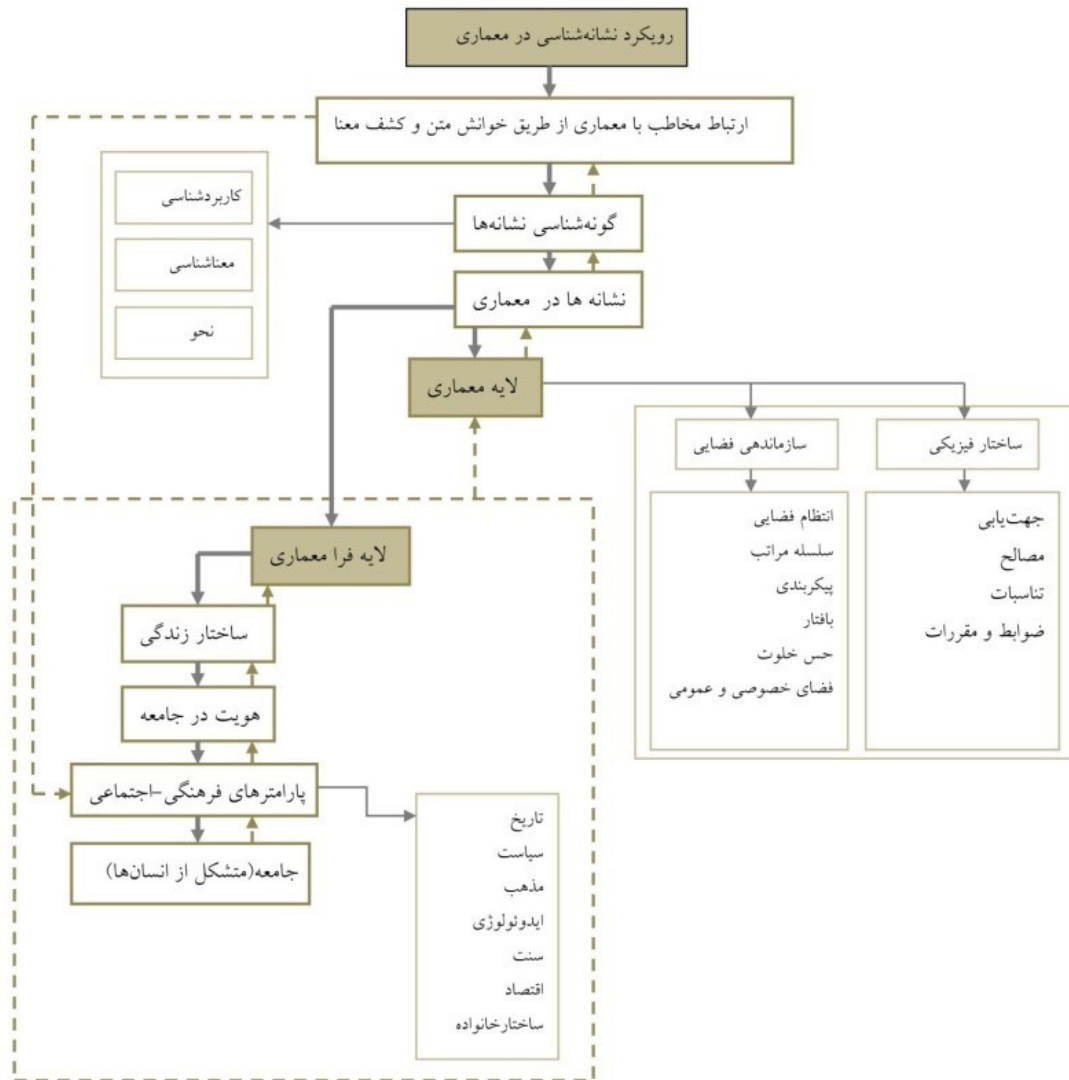 رویکرد نشانه‌شناسی در معماری
ارتباط مخاطب با معماری از طریق خوانش متن و کشف معنا
گونه‌شناسی نشانه‌ها
کاربردشناسی
معناشناسی
نحو
نشانه ها در معماری
لایه معماری
ساختار فیزیکی
جهت‌یابی
مصالح
تناسبات
ضوابط و مقررات
سازماندهی فضایی
انتظام فضایی
سلسله مراتب
پیکربندی
بافتار
حس خلوت
فضای خصوصی و عمومی
لایه فرا معماری
ساختار زندگی
هویت در جامعه
پارامترهای فرهنگی-اجتماعی
جامعه(متشکل از انسان‌ها)
تاریخ
سیاست
مذهب
ایدوئولوژی
سنت
اقتصاد
ساختارخانواده